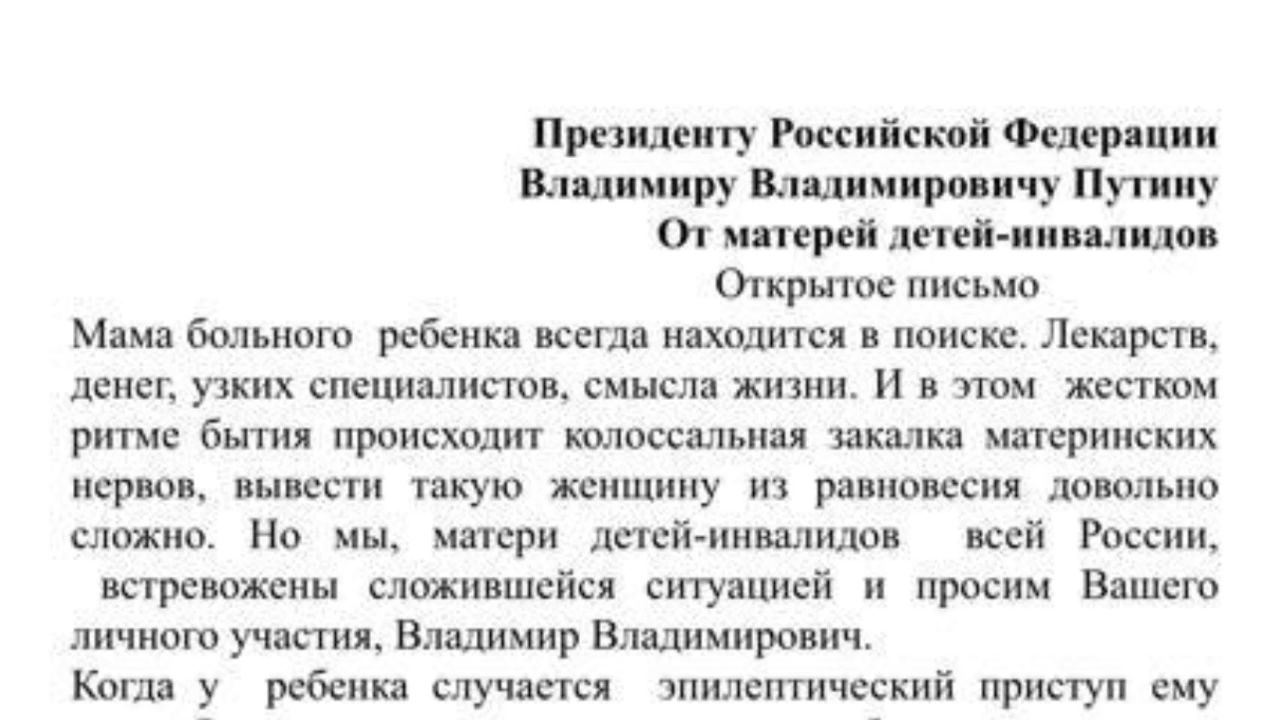 Президенту Российской Федерации
Владимиру Владимировичу Путину
От матерей детей-инвалидов
Открытое письмо
Мама больного ребенка всегда находится в поиске. Лекарств,
денег, узких специалистов, смысла жизни. И в этом жестком
ритме бытия происходит колоссальная закалка материнских
нервов, вывести такую женщину из равновесия довольно
сложно. Но мы, матери детей-инвалидов всей России,
встревожены сложившейся ситуацией и просим Вашего
личного участия, Владимир Владимирович.
Когда у ребенка случается эпилептический приступ ему